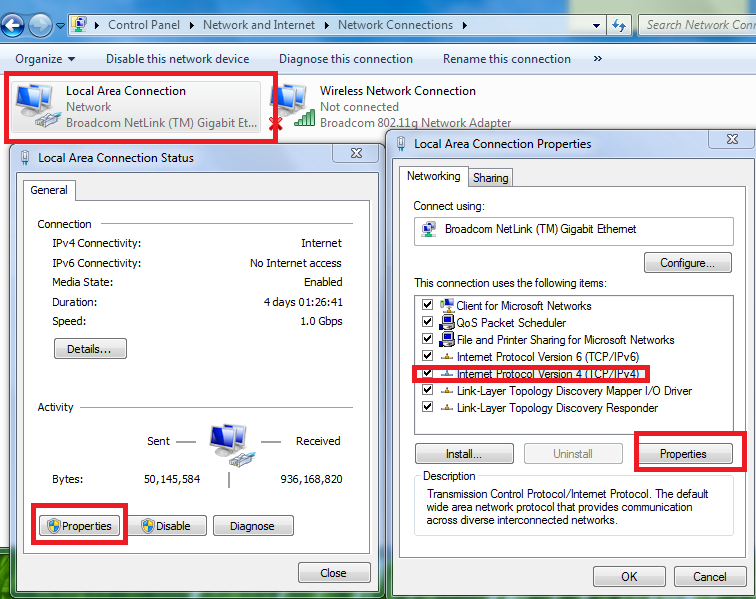 Control Panel Network and Internet Network Connections
Search Network Con
Organize Disable this network device Diagnose this connection Rename this connection »
Local Area Connection
Network
Broadcom NetLink (TM) Gigabit Et...
Wireless Network Connection
Not connected
Broadcom 802.11g Network Adapter
Local Area Connection Status
General
Connection
IPv4 Connectivity: Internet
IPv6 Connectivity: No Internet access
Media State: Enabled
Duration: 4 days 01:26:41
Speed: 1.0 Gbps
Details...
Activity
Sent Received
Bytes: 50,145,584 936,168,820
Properties Disable Diagnose
Close
Local Area Connection Properties
Networking Sharing
Connect using:
Broadcom NetLink (TM) Gigabit Ethernet
Configure...
This connection uses the following items:
Client for Microsoft Networks
QoS Packet Scheduler
File and Printer Sharing for Microsoft Networks
Internet Protocol Version 6 (TCP/IPv6)
Internet Protocol Version 4 (TCP/IPv4)
Link-Layer Topology Discovery Mapper I/O Driver
Link-Layer Topology Discovery Responder
Install... Uninstall Properties
Description
Transmission Control Protocol/Internet Protocol. The default
wide area network protocol that provides communication
across diverse interconnected networks.
OK Cancel